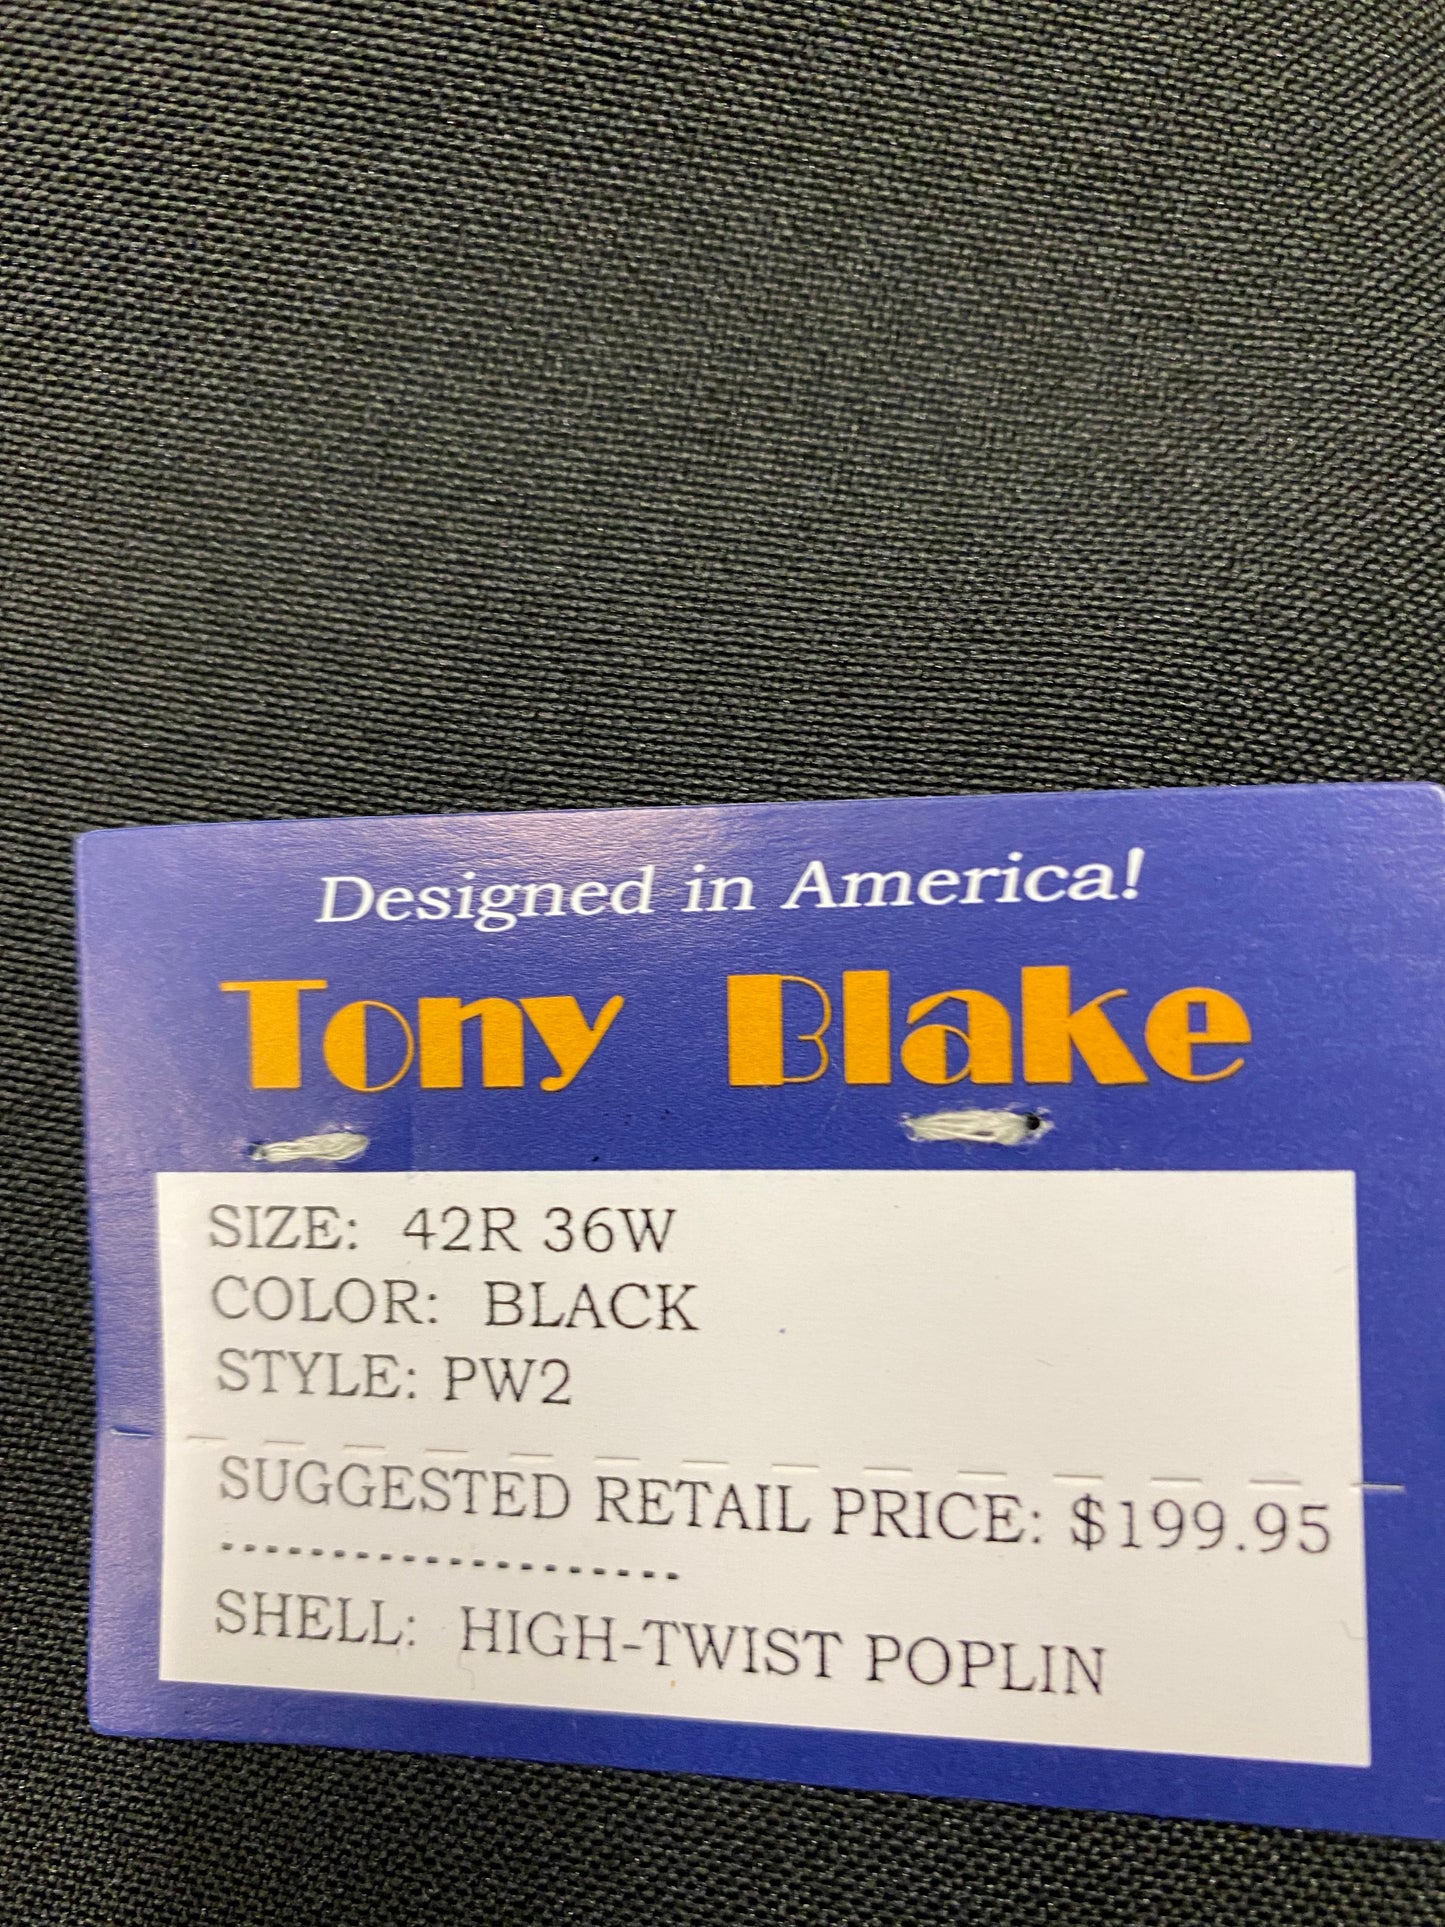 Designed in America!
Tony Blake
SIZE: 42R 36W
COLOR: BLACK
STYLE: PW2
SUGGESTED RETAIL PRICE: $199.95
SHELL: HIGH-TWIST POPLIN